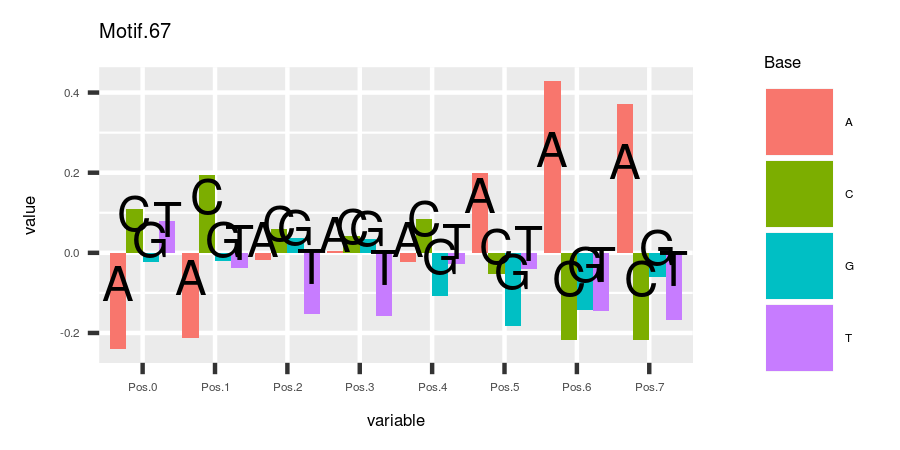 Motif.67
Base
0.4
0.2
0.0
-0.2
value
A C G T A C G T A C G T A C G T A C G T A C G T A C G T A C G T
Pos.0 Pos.1 Pos.2 Pos.3 Pos.4 Pos.5 Pos.6 Pos.7
variable
A
C
G
T